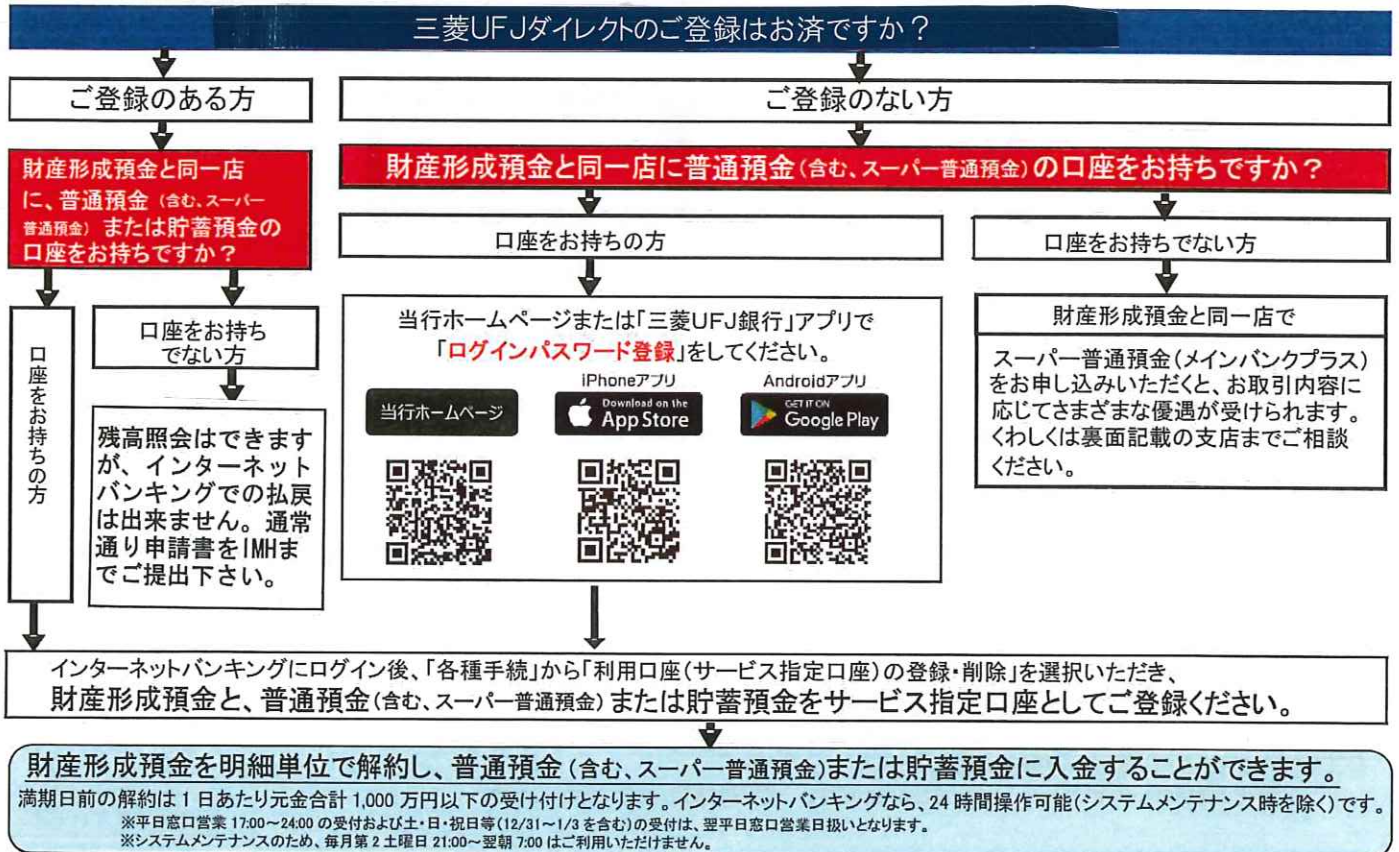 三菱UFJダイレクトのご登録はお済ですか？
ご登録のある方
ご登録のない方
財産形成預金と同一店
に、普通預金（含む、スーパー
普通預金）または貯蓄預金の
口座をお持ちですか？
財産形成預金と同一店に普通預金（含む、スーパー普通預金）の口座をお持ちですか？
口座をお持ちの方
口座をお持ちでない方
口座をお持ちの方
口座をお持ち
でない方
残高照会はできます
が、インターネット
バンキングでの払戻
は出来ません。通常
通り申請書をIMHま
でご提出下さい。
当行ホームページまたは「三菱UFJ銀行」アプリで
「ログインパスワード登録」をしてください。
iPhoneアプリ
Androidアプリ
当行ホームページ
Download on the
App Store
GET IT ON
Google Play
財産形成預金と同一店で
スーパー普通預金（メインバンクプラス）
をお申し込みいただくと、お取引内容に
応じてさまざまな優遇が受けられます。
くわしくは裏面記載の支店までご相談
ください。
インターネットバンキングにログイン後、「各種手続」から「利用口座（サービス指定口座）の登録・削除」を選択いただき、
財産形成預金と、普通預金（含む、スーパー普通預金）または貯蓄預金をサービス指定口座としてご登録ください。
財産形成預金を明細単位で解約し、普通預金（含む、スーパー普通預金）または貯蓄預金に入金することができます。
満期日前の解約は1日あたり元金合計1,000万円以下の受け付けとなります。インターネットバンキングなら、24時間操作可能（システムメンテナンス時を除く）です。
※平日窓口営業17:00～24:00の受付および土・日・祝日等（12/31～1/3を含む）の受付は、翌平日窓口営業日扱いとなります。
※システムメンテナンスのため、毎月第2土曜日21:00～翌朝7:00はご利用いただけません。